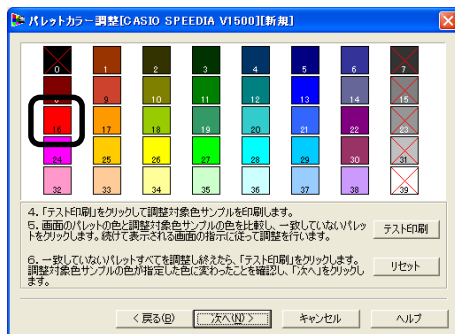 パレットカラー調整[CASIO SPEEDIA V1500][新規]
0 1 2 3 4 5 6 7
8 9 10 11 12 13 14 15
16 17 18 19 20 21 22 23
24 25 26 27 28 29 30 31
32 33 34 35 36 37 38 39
4. 「テスト印刷」をクリックして調整対象色サンプルを印刷します。
5. 画面のパレットの色と調整対象色サンプルの色を比較し、一致していないパレッ
トをクリックします。続けて表示される画面の指示に従って調整を行います。
テスト印刷
6. 一致していないパレットすべてを調整し終えたら、「テスト印刷」をクリックします。
調整対象色サンプルの色が指定した色に変わったことを確認し、「次へ」をクリックし
ます。
リセット
< 戻る(B) 次へ(N) > キャンセル ヘルプ